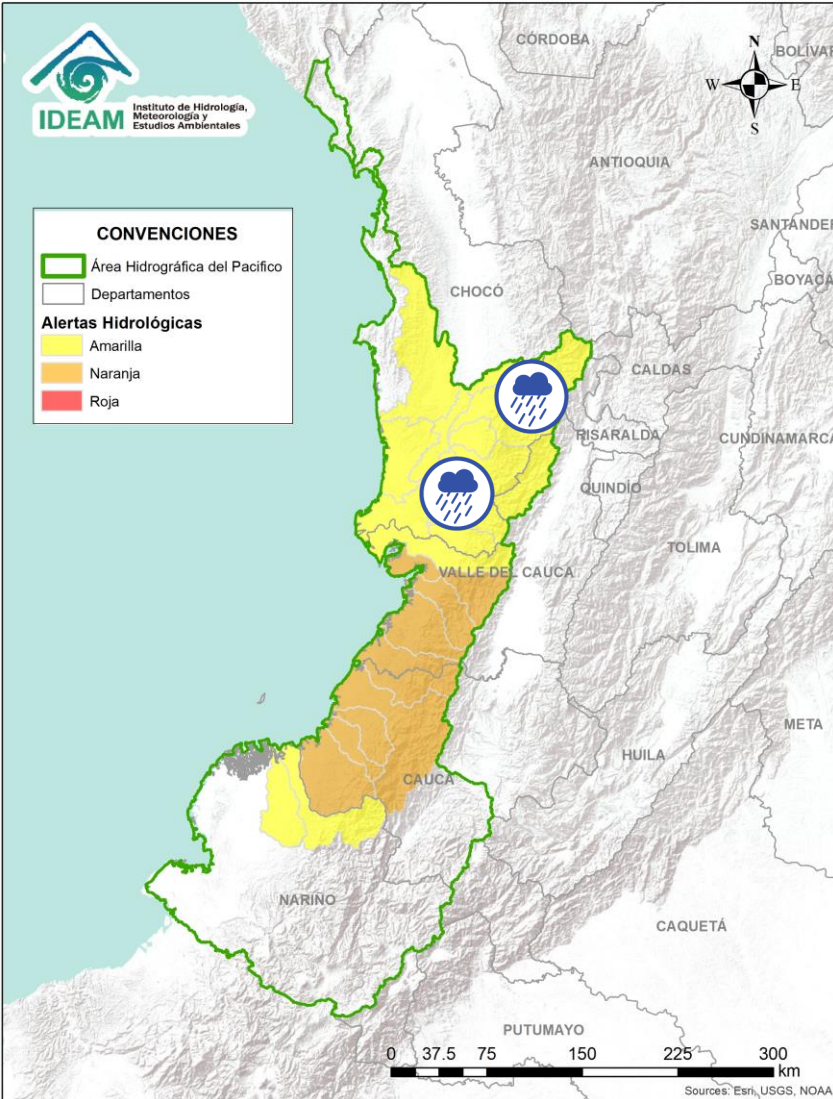 IDEAM
Instituto de Hidrología,
Meteorología y
Estudios Ambientales
N
W E
S
CÓRDOBA
BOLÍVAR
ANTIOQUIA
SANTANDER
BOYACÁ
CONVENCIONES
Área Hidrográfica del Pacifico
Departamentos
Alertas Hidrológicas
Amarilla
Naranja
Roja
CHOCÓ
CALDAS
RISARALDA
CUNDINAMARCA
QUINDÍO
TOLIMA
VALLE DEL CAUCA
META
HUILA
CAUCA
NARIÑO
CAQUETÁ
PUTUMAYO
0 37.5 75 150 225 300
km
Sources: Esri, USGS, NOAA